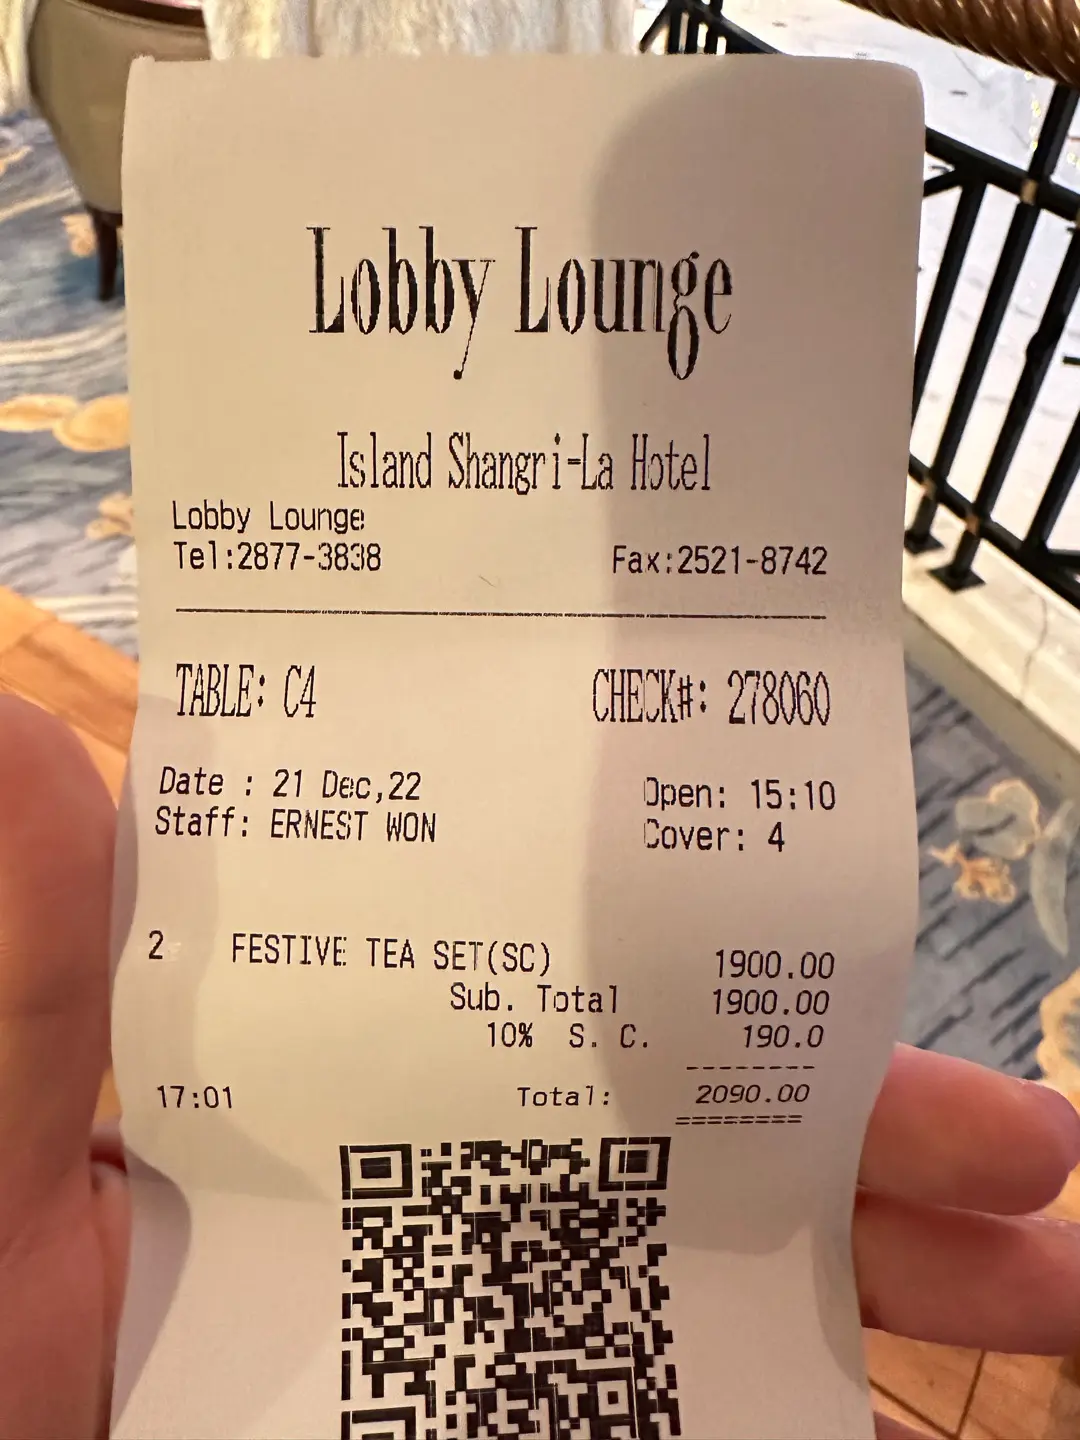 Lobby Lounge
Island Shangri-La Hotel
Lobby Lounge
Tel:2877-3838 Fax:2521-8742
TABLE: C4 CHECK#: 278060
Date : 21 Dec,22 Open: 15:10
Staff: ERNEST WON Cover: 4
2 FESTIVE TEA SET(SC) 1900.00
Sub. Total 1900.00
10% S. C. 190.0
17:01 Total: 2090.00